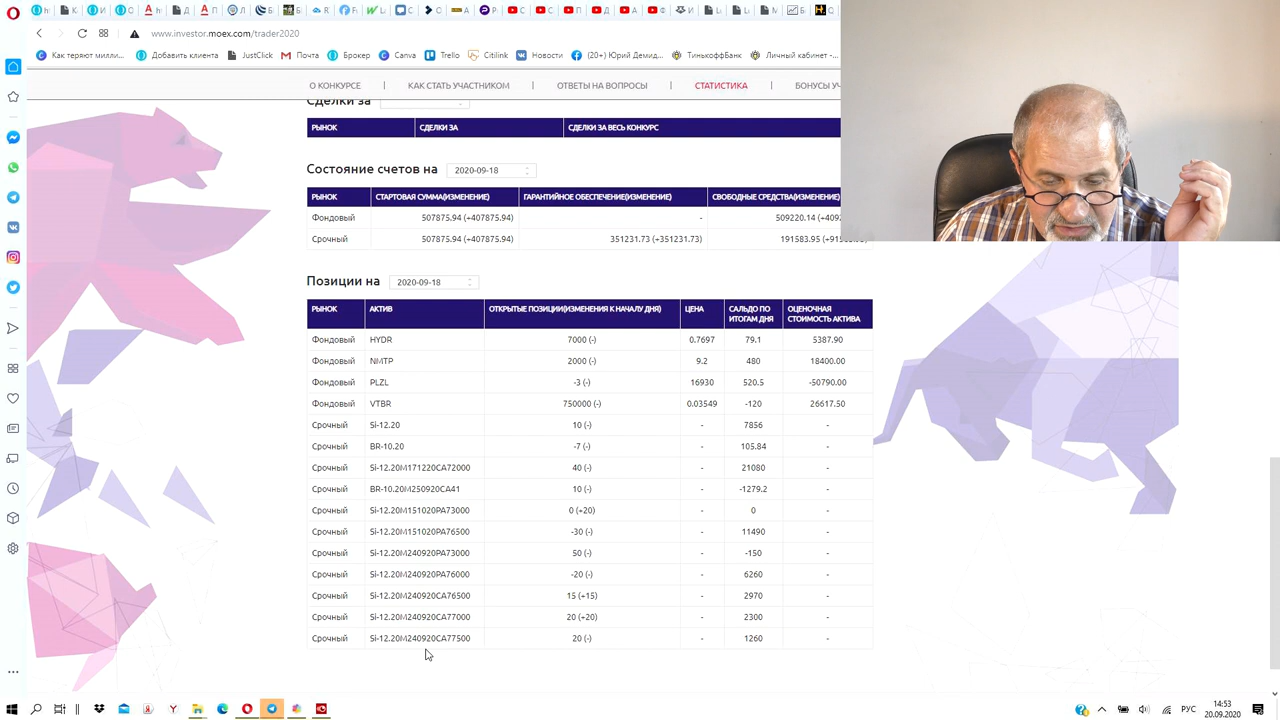 www.investor.moex.com/trader2020
Как теряют милли... Добавить клиента JustClick Почта Брокер Canva Trello Citilink Новости (20+) Юрий Демид... ТинькоффБанк Личный кабинет -...
О КОНКУРСЕ | КАК СТАТЬ УЧАСТНИКОМ | ОТВЕТЫ НА ВОПРОСЫ | СТАТИСТИКА | БОНУСЫ УЧ
Сделки за
РЫНОК СДЕЛКИ ЗА СДЕЛКИ ЗА ВЕСЬ КОНКУРС
Состояние счетов на 2020-09-18
РЫНОК СТАРТОВАЯ СУММА(ИЗМЕНЕНИЕ) ГАРАНТИЙНОЕ ОБЕСПЕЧЕНИЕ(ИЗМЕНЕНИЕ) СВОБОДНЫЕ СРЕДСТВА(ИЗМЕНЕНИЕ)
Фондовый 507875.94 (+407875.94) - 509220.14 (+409
Срочный 507875.94 (+407875.94) 351231.73 (+351231.73) 191583.95
Позиции на 2020-09-18
РЫНОК АКТИВ ОТКРЫТЫЕ ПОЗИЦИИ(ИЗМЕНЕНИЯ К НАЧАЛУ ДНЯ) ЦЕНА САЛЬДО ПО ИТОГАМ ДНЯ ОЦЕНОЧНАЯ СТОИМОСТЬ АКТИВА
Фондовый HYDR 7000 (-) 0.7697 79.1 5387.90
Фондовый NMTP 2000 (-) 9.2 480 18400.00
Фондовый PLZL -3 (-) 16930 520.5 -50790.00
Фондовый VTBR 750000 (-) 0.03549 -120 26617.50
Срочный Si-12.20 10 (-) - 7856 -
Срочный BR-10.20 -7 (-) - 105.84 -
Срочный Si-12.20M171220CA72000 40 (-) - 21080 -
Срочный BR-10.20M250920CA41 10 (-) - -1279.2 -
Срочный Si-12.20M151020PA73000 0 (+20) - 0 -
Срочный Si-12.20M151020PA76500 -30 (-) - 11490 -
Срочный Si-12.20M240920PA73000 50 (-) - -150 -
Срочный Si-12.20M240920PA76000 -20 (-) - 6260 -
Срочный Si-12.20M240920CA76500 15 (+15) - 2970 -
Срочный Si-12.20M240920CA77000 20 (+20) - 2300 -
Срочный Si-12.20M240920CA77500 20 (-) - 1260 -
РУС 14:53
20.09.2020